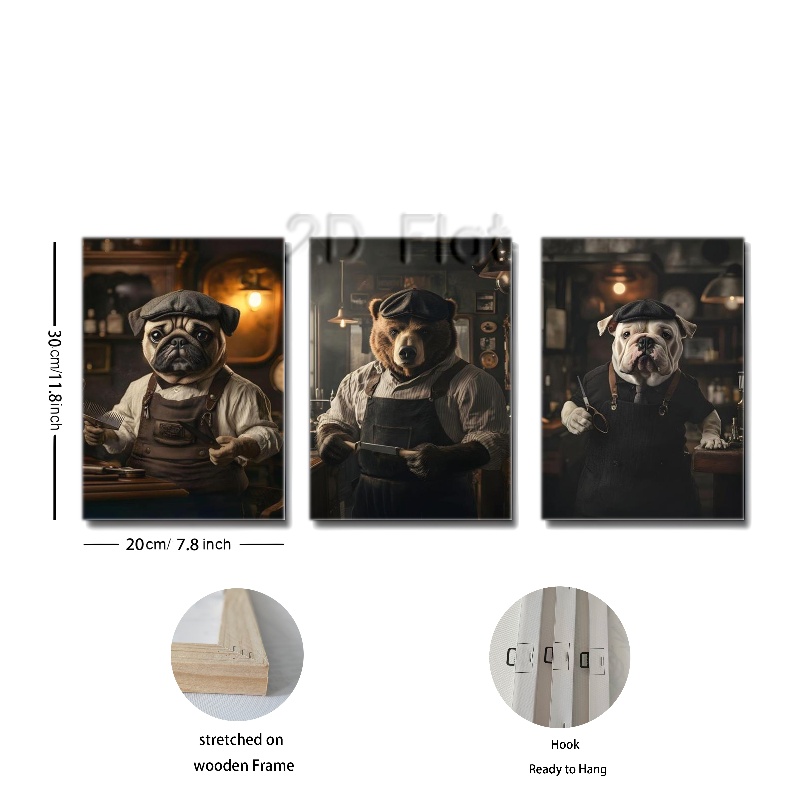 2D Flat
30cm/11.8inch
20cm/ 7.8 inch
stretched on
wooden Frame
Hook
Ready to Hang